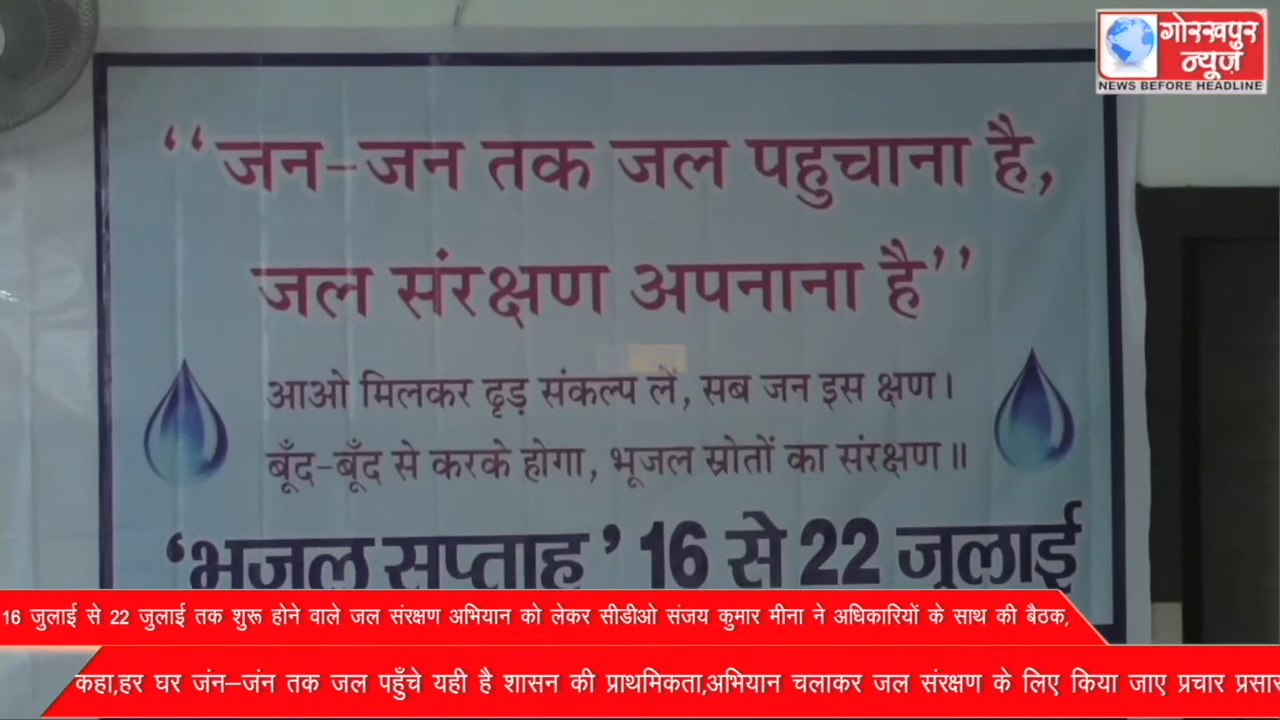 गोरखपुर
न्यूज़
NEWS BEFORE HEADLINE
‘‘जन-जन तक जल पहुचाना है,
जल संरक्षण अपनाना है’’
आओ मिलकर दृड़ संकल्प लें, सब जन इस क्षण।
बूँद-बूँद से करके होगा, भूजल स्रोतों का संरक्षण॥
‘भूजल सप्ताह’ 16 से 22 जुलाई
16 जुलाई से 22 जुलाई तक शुरू होने वाले जल संरक्षण अभियान को लेकर सीडीओ संजय कुमार मीना ने अधिकारियों के साथ की बैठक,
कहा,हर घर जंन–जंन तक जल पहुँचे यही है शासन की प्राथमिकता,अभियान चलाकर जल संरक्षण के लिए किया जाए प्रचार प्रसार